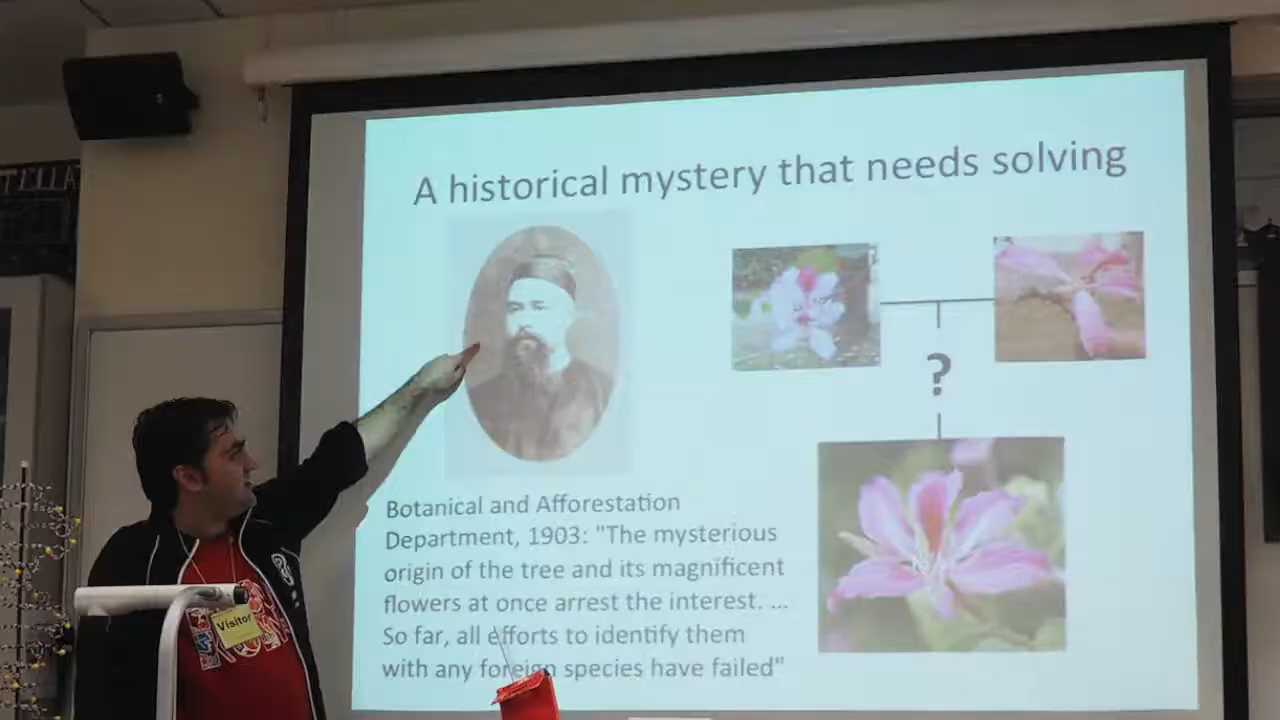 A historical mystery that needs solving
?
Botanical and Afforestation
Department, 1903: "The mysterious
origin of the tree and its magnificent
flowers at once arrest the interest. ...
So far, all efforts to identify them
with any foreign species have failed"
Visitor